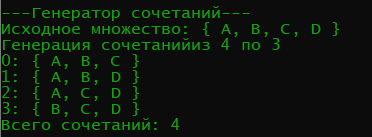 ---Генератор сочетаний---
Исходное множество: { A, B, C, D }
Генерация сочетанийиз 4 по 3
0: { A, B, C }
1: { A, B, D }
2: { A, C, D }
3: { B, C, D }
Всего сочетаний: 4